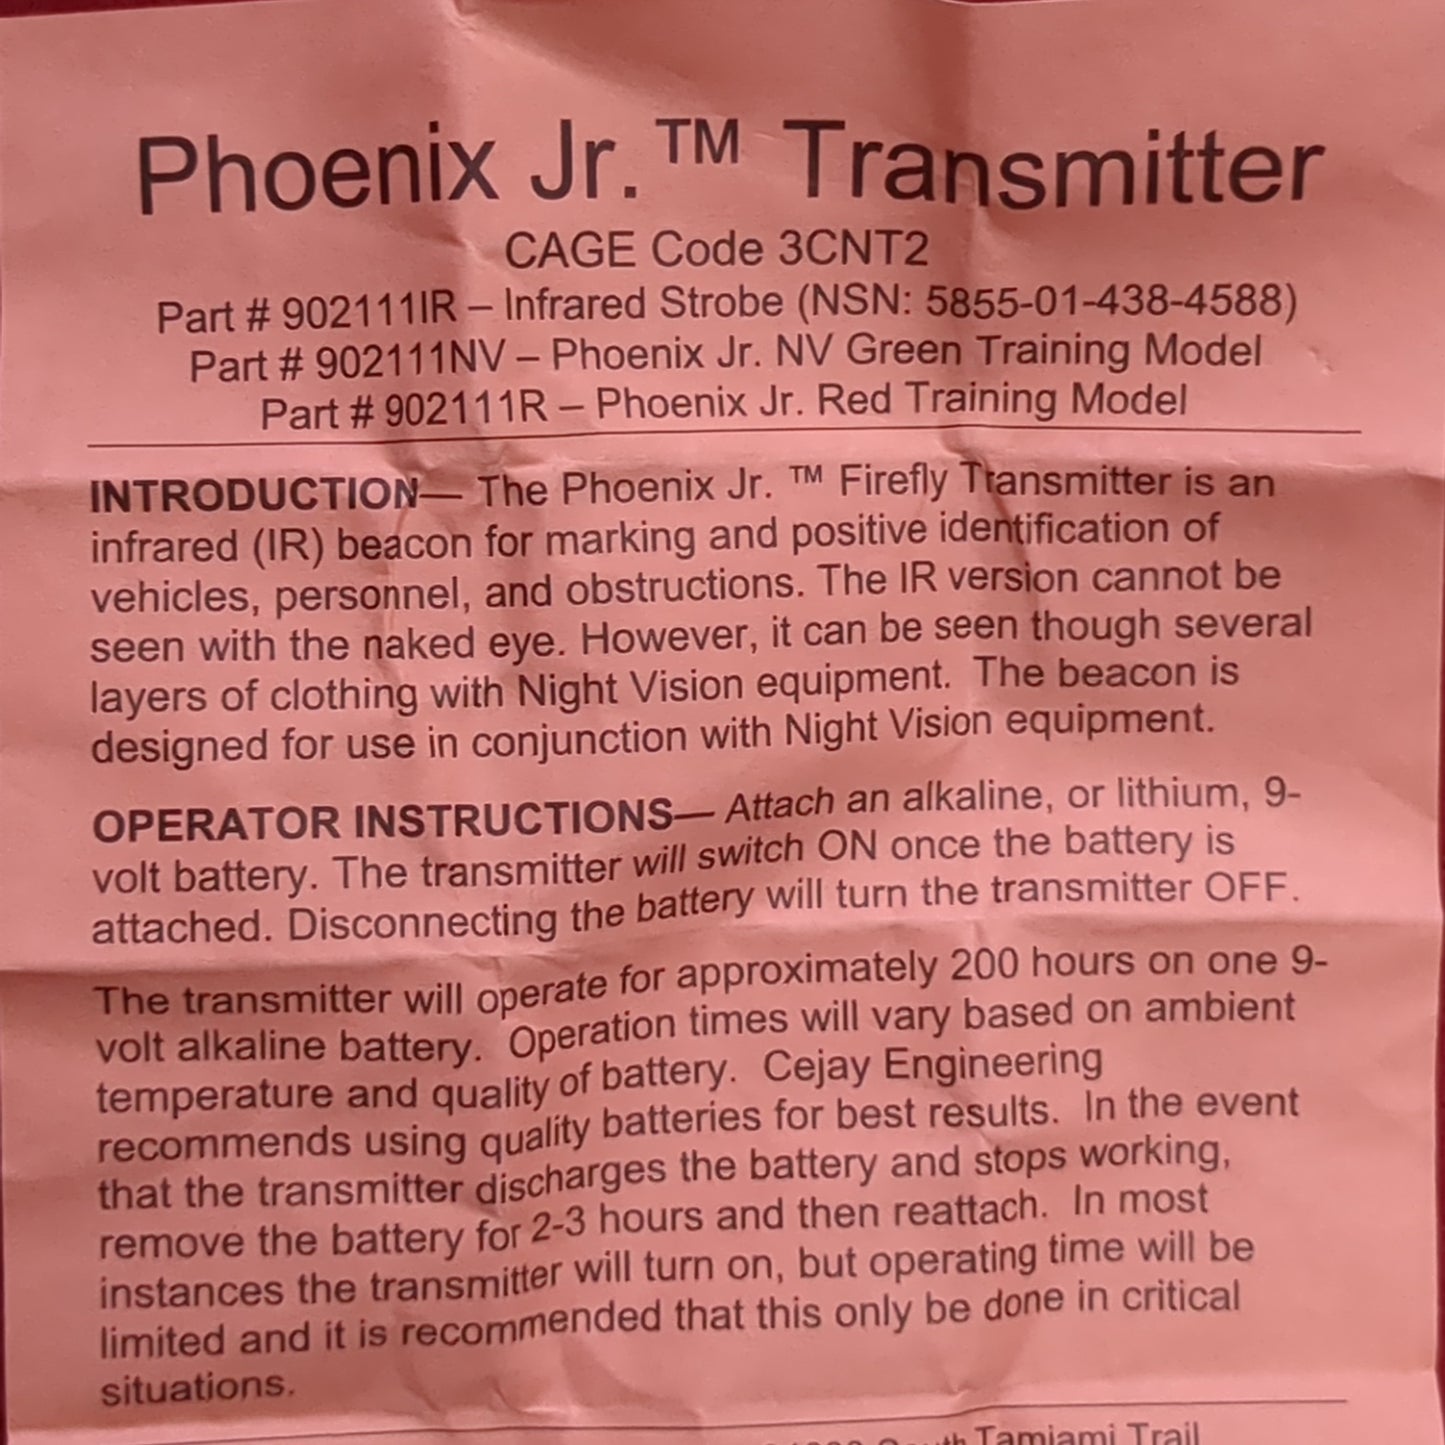 Phoenix Jr.™ Transmitter
CAGE Code 3CNT2
Part # 902111IR – Infrared Strobe (NSN: 5855-01-438-4588)
Part # 902111NV – Phoenix Jr. NV Green Training Model
Part # 902111R – Phoenix Jr. Red Training Model
INTRODUCTION— The Phoenix Jr. ™ Firefly Transmitter is an
infrared (IR) beacon for marking and positive identification of
vehicles, personnel, and obstructions. The IR version cannot be
seen with the naked eye. However, it can be seen though several
layers of clothing with Night Vision equipment. The beacon is
designed for use in conjunction with Night Vision equipment.
OPERATOR INSTRUCTIONS— Attach an alkaline, or lithium, 9-
volt battery. The transmitter will switch ON once the battery is
attached. Disconnecting the battery will turn the transmitter OFF.
The transmitter will operate for approximately 200 hours on one 9-
volt alkaline battery. Operation times will vary based on ambient
temperature and quality of battery. Cejay Engineering
recommends using quality batteries for best results. In the event
that the transmitter discharges the battery and stops working,
remove the battery for 2-3 hours and then reattach. In most
instances the transmitter will turn on, but operating time will be
limited and it is recommended that this only be done in critical
situations.
South Tamiami Trail